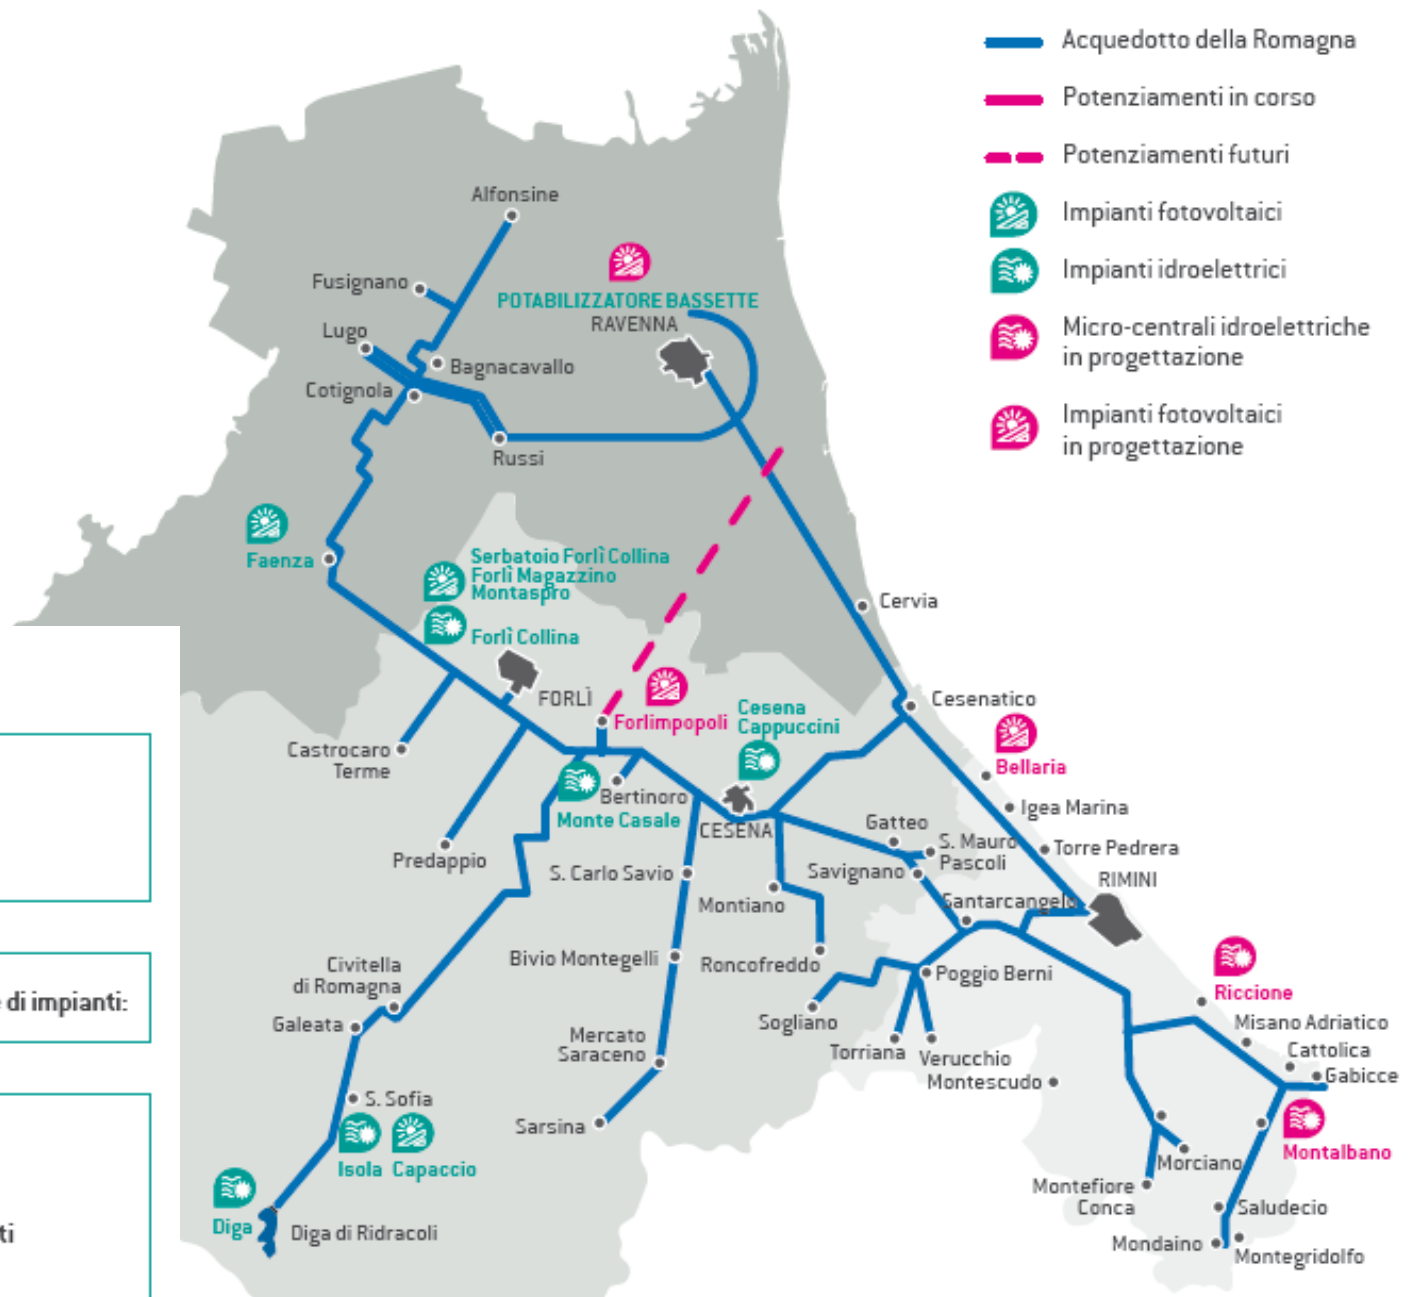 Acquedotto della Romagna
Potenziamenti in corso
Potenziamenti futuri
Impianti fotovoltaici
Impianti idroelettrici
Micro-centrali idroelettriche
in progettazione
Impianti fotovoltaici
in progettazione
Alfonsine
Fusignano
POTABILIZZATORE BASSETTE
RAVENNA
Lugo
Bagnacavallo
Cotignola
Russi
Faenza
Serbatoio Forlì Collina
Forlì Magazzino
Montaspro
Forlì Collina
Cervia
FORLÌ
Forlimpopoli
Cesena
Cappuccini
Cesenatico
Castrocaro
Terme
Bellaria
Bertinoro
Igea Marina
Monte Casale
CESENA
Gatteo
S. Mauro
Pascoli
Torre Pedrera
Predappio
S. Carlo Savio
Savignano
RIMINI
Montiano
Santarcangelo
Bivio Montegelli
Roncofreddo
Civitella
di Romagna
Poggio Berni
Riccione
e di impianti:
Galeata
Sogliano
Misano Adriatico
Mercato
Saraceno
Torriana
Verucchio
Cattolica
Montescudo
Gabicce
S. Sofia
Sarsina
Isola
Capaccio
Montalbano
Morciano
Montefiore
Conca
Saludecio
Diga
Diga di Ridracoli
ti
Mondaino
Montegridolfo